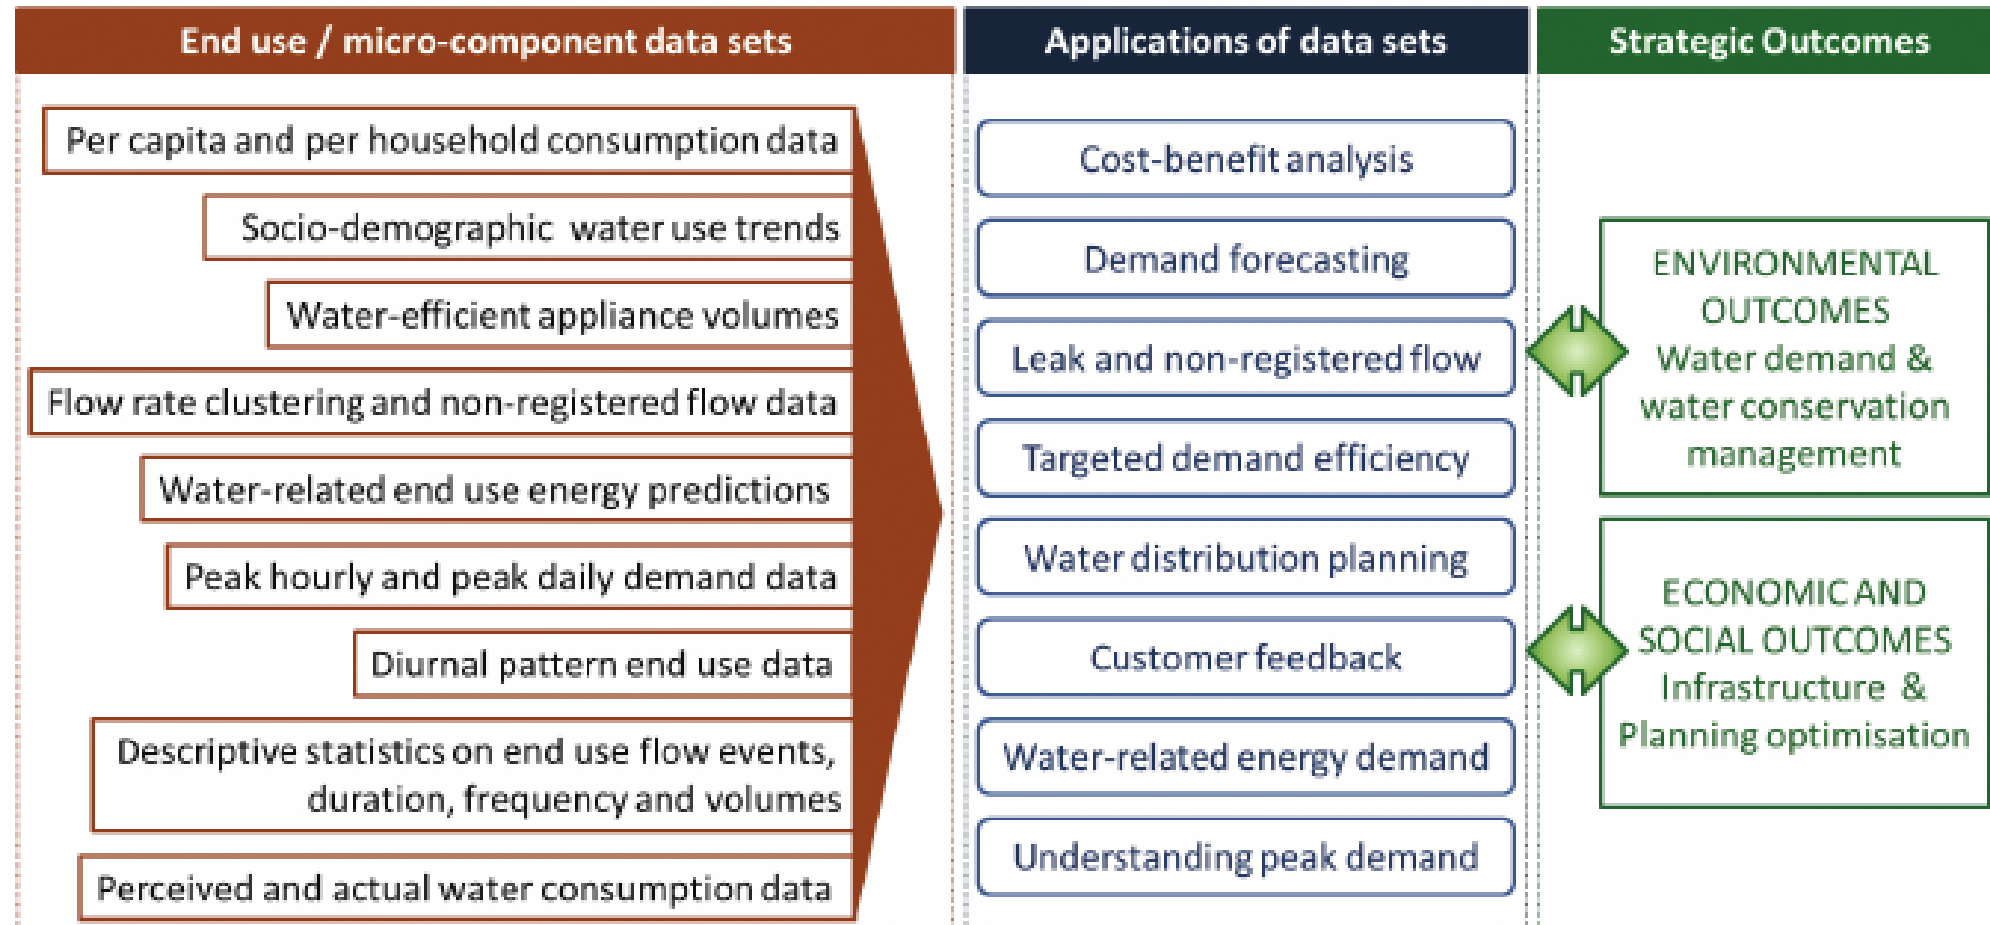 End use / micro-component data sets
Per capita and per household consumption data
Socio-demographic water use trends
Water-efficient appliance volumes
Flow rate clustering and non-registered flow data
Water-related end use energy predictions
Peak hourly and peak daily demand data
Diurnal pattern end use data
Descriptive statistics on end use flow events,
duration, frequency and volumes
Perceived and actual water consumption data
Applications of data sets
Cost-benefit analysis
Demand forecasting
Leak and non-registered flow
Targeted demand efficiency
Water distribution planning
Customer feedback
Water-related energy demand
Understanding peak demand
Strategic Outcomes
ENVIRONMENTAL
OUTCOMES
Water demand &
water conservation
management
ECONOMIC AND
SOCIAL OUTCOMES
Infrastructure &
Planning optimisation